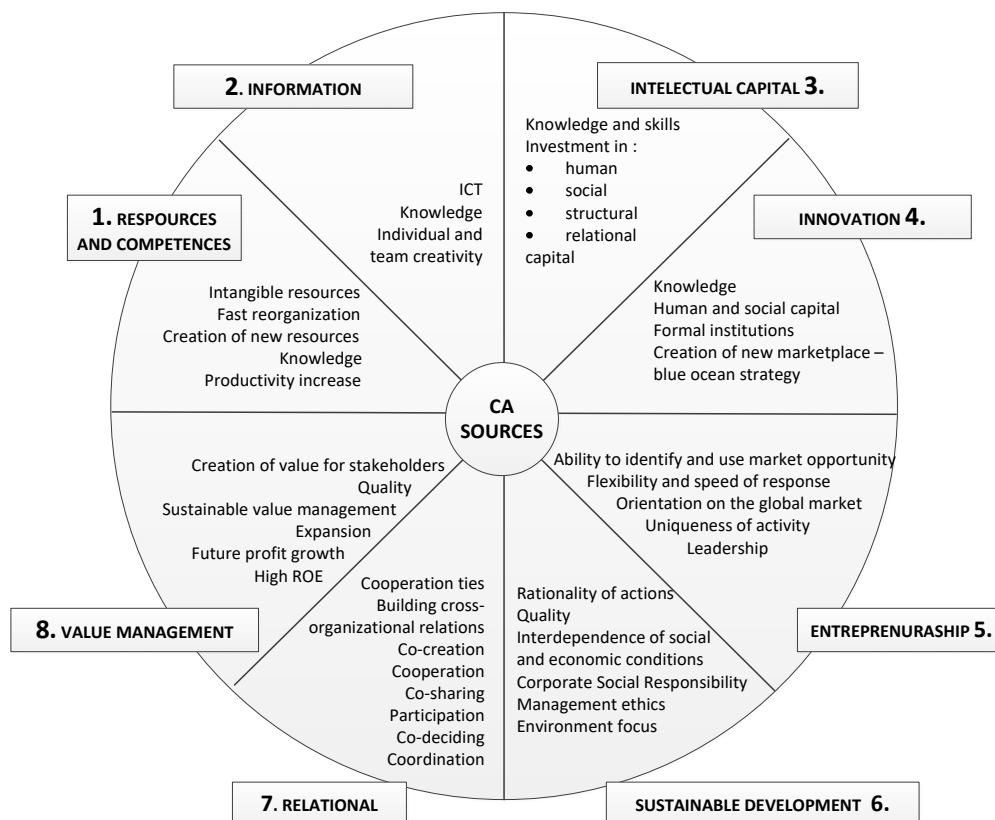 2. INFORMATION
INTELECTUAL CAPITAL 3.
Knowledge and skills
Investment in :
• human
• social
• structural
• relational
capital
ICT
Knowledge
Individual and
team creativity
1. RESPOURCES
AND COMPETENCES
INNOVATION 4.
Intangible resources
Fast reorganization
Creation of new resources
Knowledge
Productivity increase
Knowledge
Human and social capital
Formal institutions
Creation of new marketplace –
blue ocean strategy
CA
SOURCES
Creation of value for stakeholders
Quality
Sustainable value management
Expansion
Future profit growth
High ROE
Ability to identify and use market opportunity
Flexibility and speed of response
Orientation on the global market
Uniqueness of activity
Leadership
Cooperation ties
Building cross-
organizational relations
Co-creation
Cooperation
Co-sharing
Participation
Co-deciding
Coordination
Rationality of actions
Quality
Interdependence of social
and economic conditions
Corporate Social Responsibility
Management ethics
Environment focus
8. VALUE MANAGEMENT
ENTREPRENURASHIP 5.
7. RELATIONAL
SUSTAINABLE DEVELOPMENT 6.